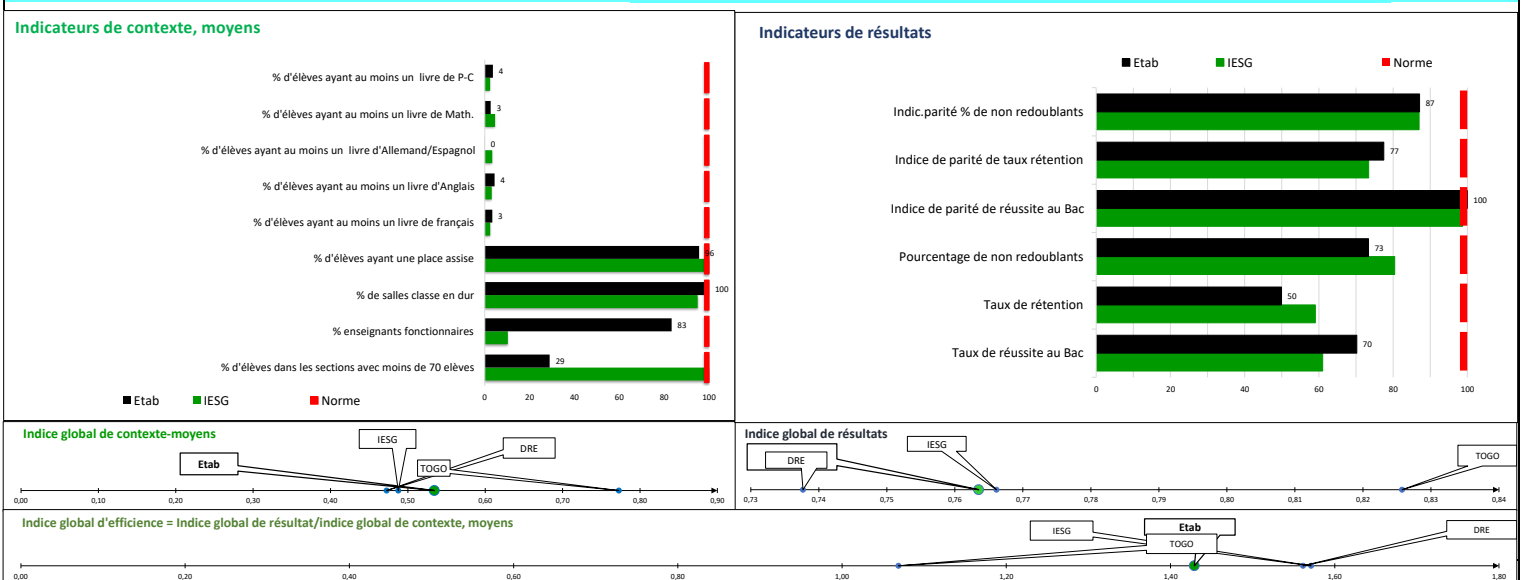 Indicateurs de contexte, moyens
% d'élèves ayant au moins un livre de P-C
4
% d'élèves ayant au moins un livre de Math.
3
% d'élèves ayant au moins un livre d'Allemand/Espagnol
0
% d'élèves ayant au moins un livre d'Anglais
4
% d'élèves ayant au moins un livre de français
3
% d'élèves ayant une place assise
96
% de salles classe en dur
100
% enseignants fonctionnaires
83
% d'élèves dans les sections avec moins de 70 elèves
29
0 20 40 60 80 100
Etab IESG Norme
Indicateurs de résultats
Etab IESG Norme
Indic.parité % de non redoublants
87
Indice de parité de taux rétention
77
Indice de parité de réussite au Bac
100
Pourcentage de non redoublants
73
Taux de rétention
50
Taux de réussite au Bac
70
0 20 40 60 80 100
Indice global de contexte-moyens
IESG
DRE
Etab
TOGO
0,00 0,10 0,20 0,30 0,40 0,50 0,60 0,70 0,80 0,90
Indice global de résultats
IESG
DRE
TOGO
0,73 0,74 0,75 0,76 0,77 0,78 0,79 0,80 0,81 0,82 0,83 0,84
Indice global d'efficience = Indice global de résultat/indice global de contexte, moyens
IESG
Etab
DRE
TOGO
0,00 0,20 0,40 0,60 0,80 1,00 1,20 1,40 1,60 1,80